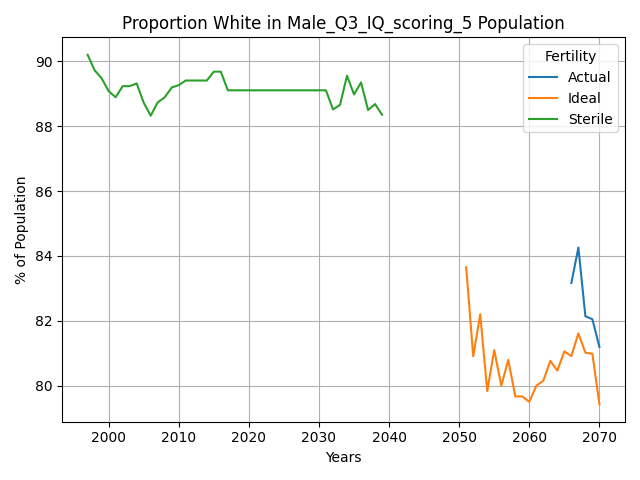 Proportion White in Male_Q3_IQ_scoring_5 Population
% of Population
90
88
86
84
82
80
Fertility
Actual
Ideal
Sterile
2000
2010
2020
2030
2040
2050
2060
2070
Years